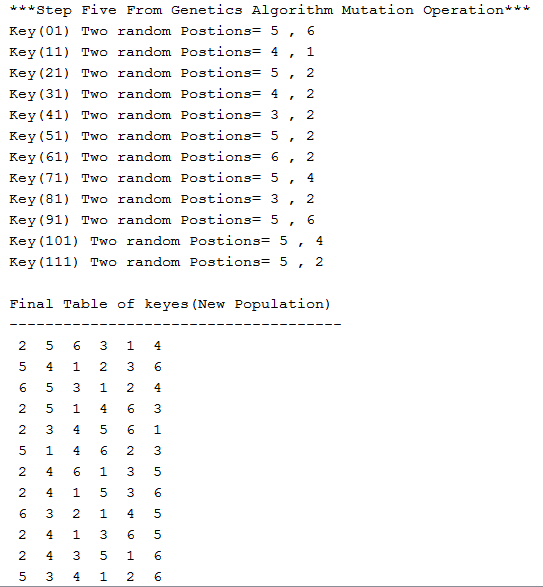 ***Step Five From Genetics Algorithm Mutation Operation***
Key(01) Two random Postions= 5 , 6
Key(11) Two random Postions= 4 , 1
Key(21) Two random Postions= 5 , 2
Key(31) Two random Postions= 4 , 2
Key(41) Two random Postions= 3 , 2
Key(51) Two random Postions= 5 , 2
Key(61) Two random Postions= 6 , 2
Key(71) Two random Postions= 5 , 4
Key(81) Two random Postions= 3 , 2
Key(91) Two random Postions= 5 , 6
Key(101) Two random Postions= 5 , 4
Key(111) Two random Postions= 5 , 2
Final Table of keyes(New Population)
-------------------------------------
2 5 6 3 1 4
5 4 1 2 3 6
6 5 3 1 2 4
2 5 1 4 6 3
2 3 4 5 6 1
5 1 4 6 2 3
2 4 6 1 3 5
2 4 1 5 3 6
6 3 2 1 4 5
2 4 1 3 6 5
2 4 3 5 1 6
5 3 4 1 2 6